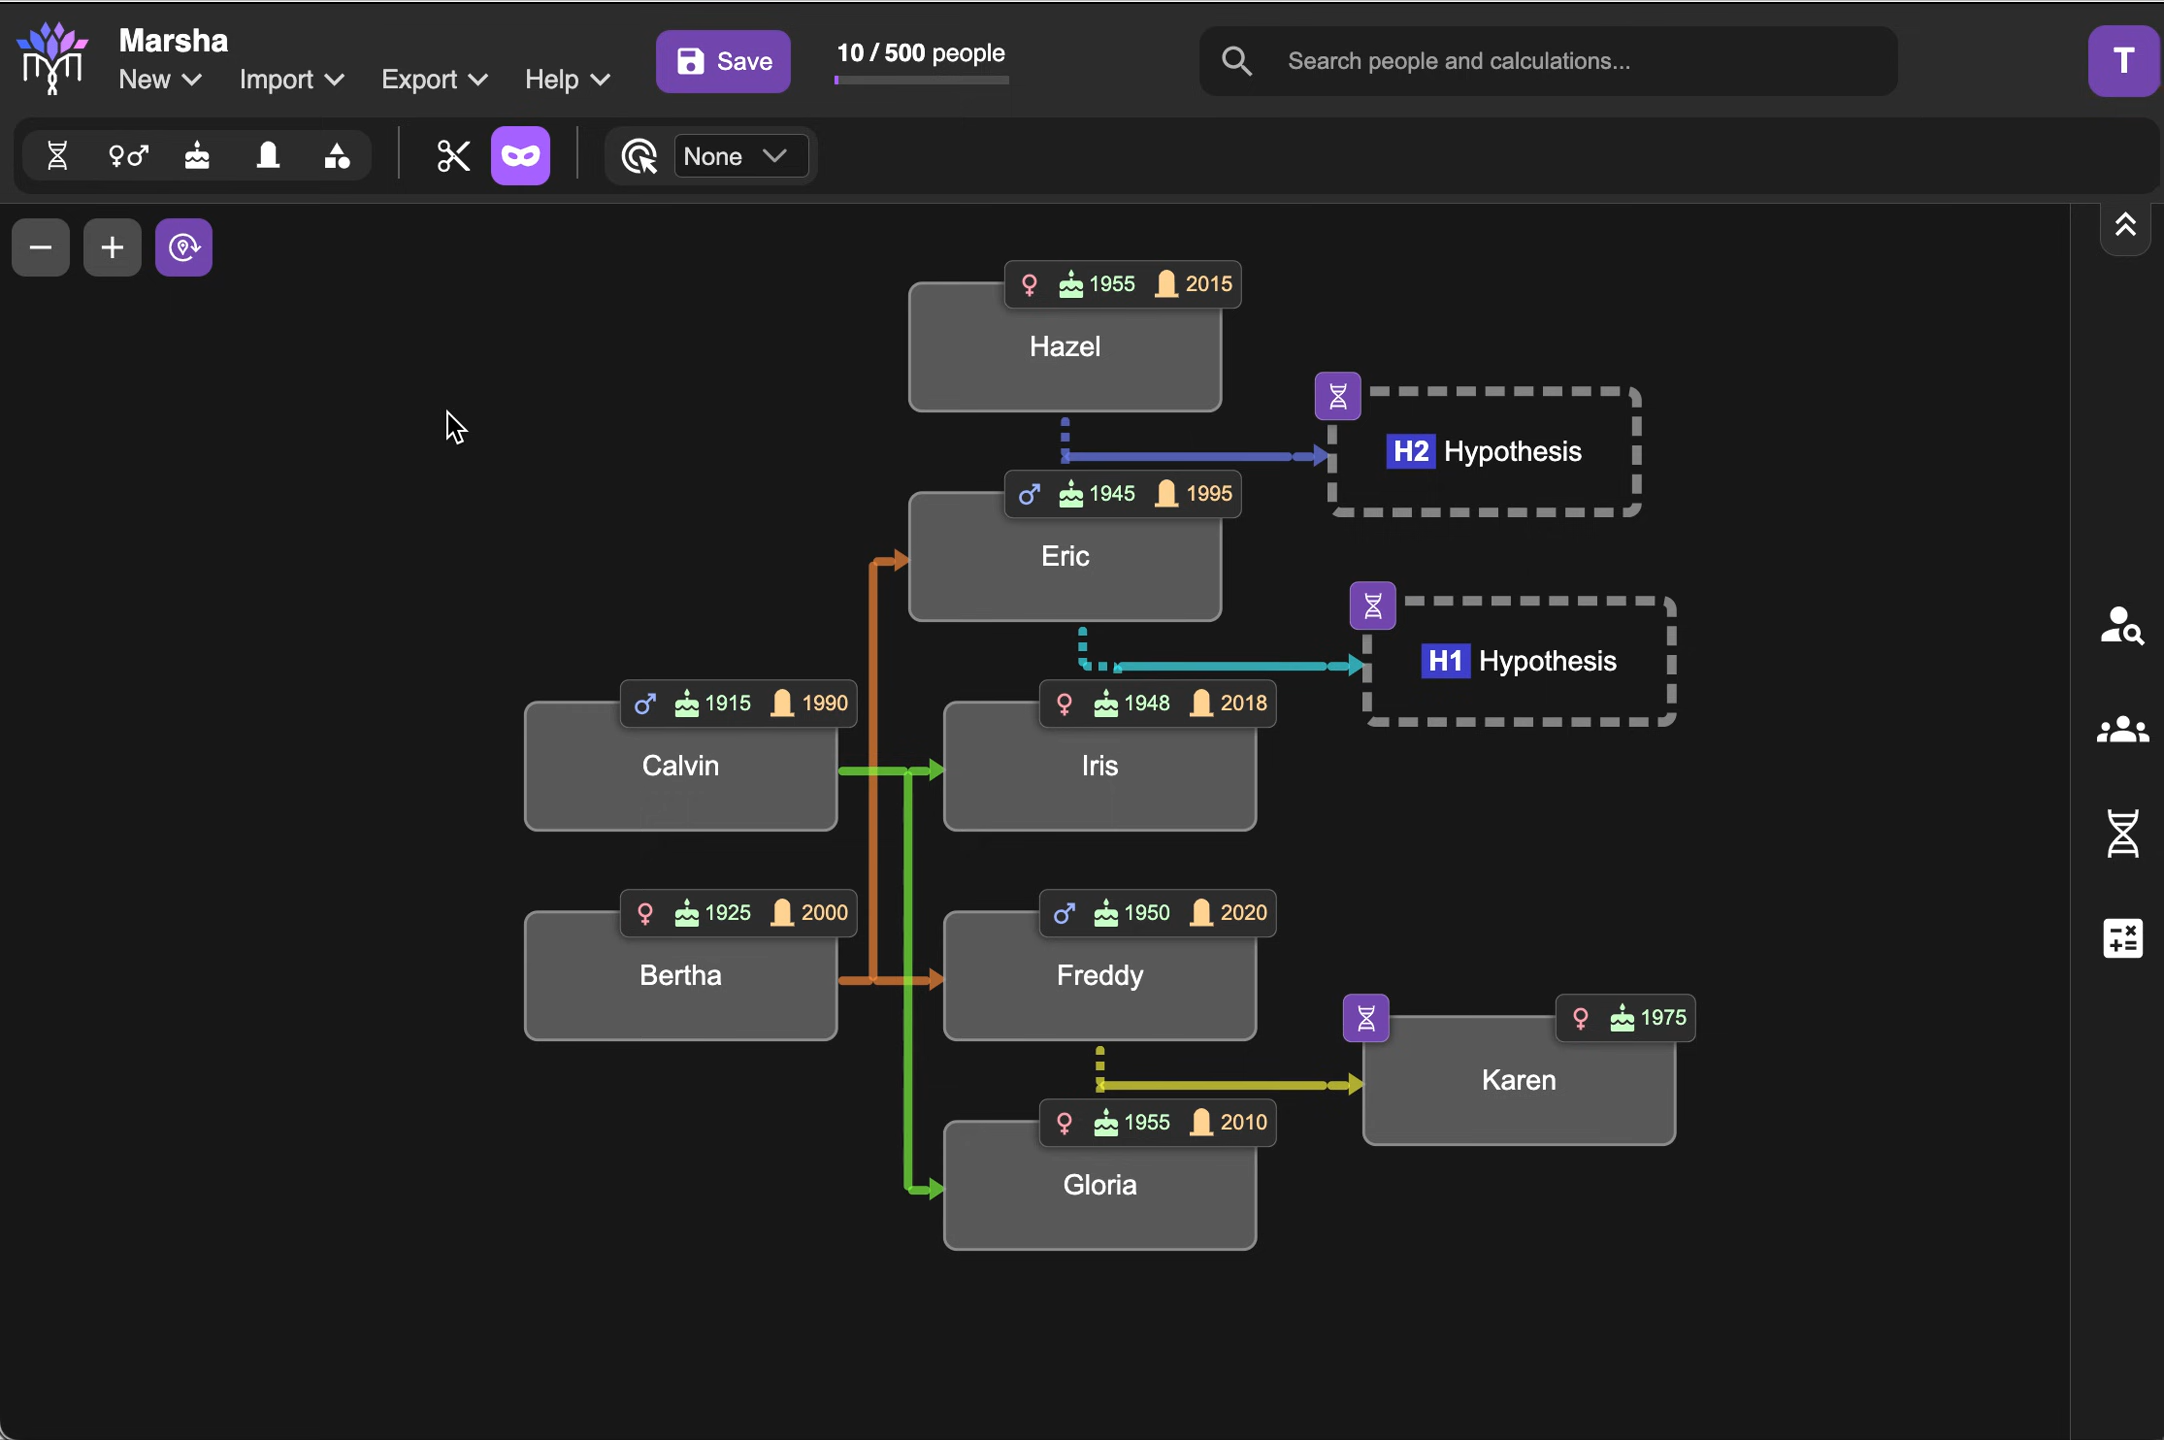 Marsha
New Import Export Help
Save
10 / 500 people
Search people and calculations...
T
None
1955 2015
Hazel
H2 Hypothesis
1945 1995
Eric
H1 Hypothesis
1915 1990
Calvin
1948 2018
Iris
1925 2000
Bertha
1950 2020
Freddy
1975
Karen
1955 2010
Gloria